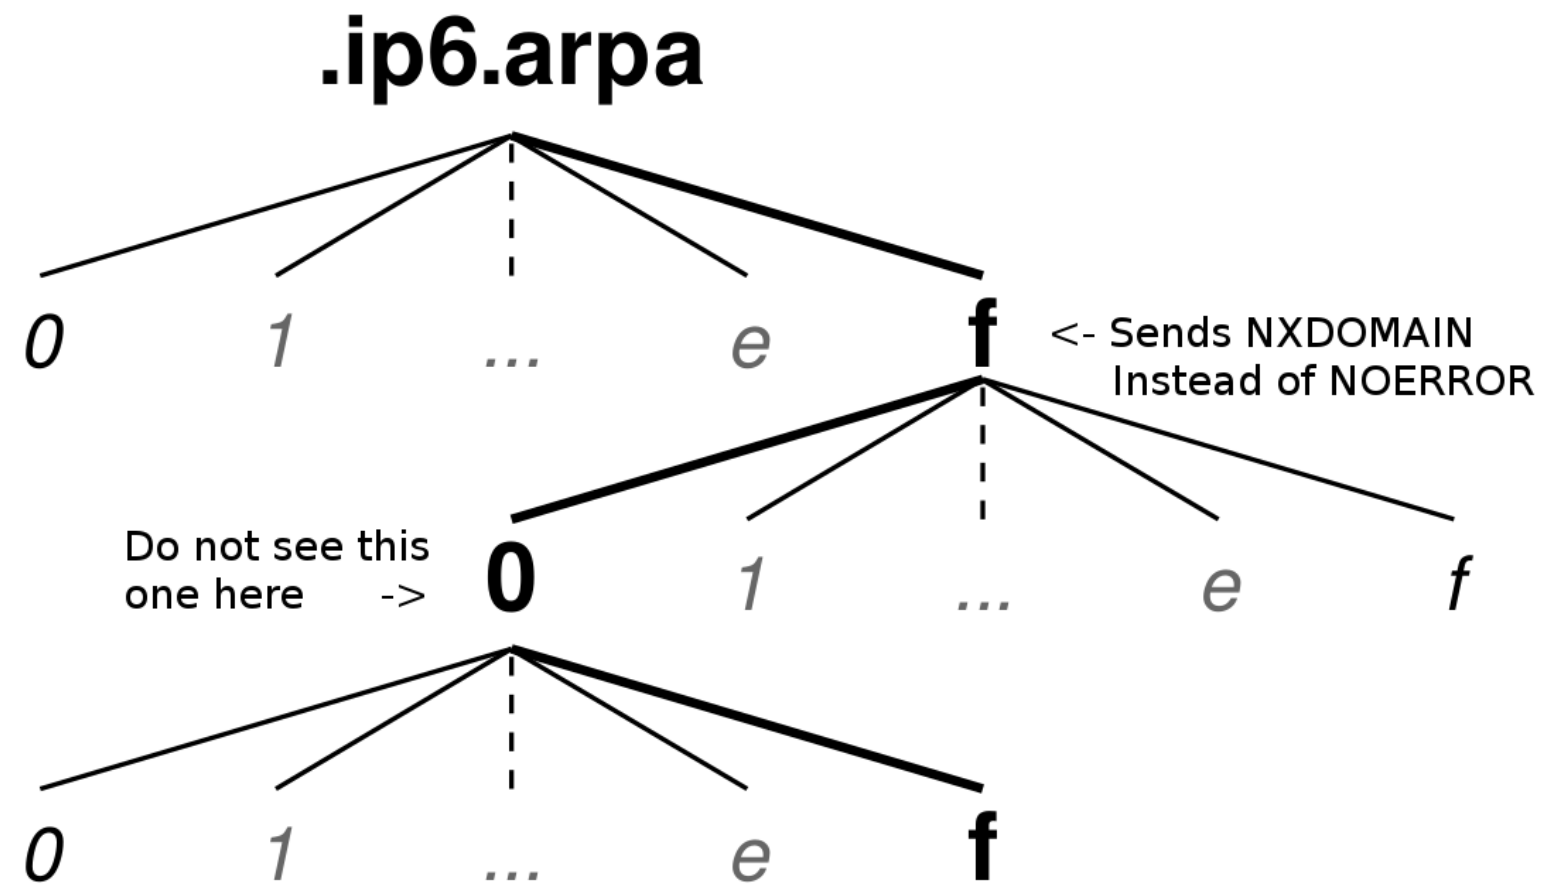 .ip6.arpa
0 1 ... e f <- Sends NXDOMAIN
Instead of NOERROR
Do not see this
one here -> 0 1 ... e f
0 1 ... e f